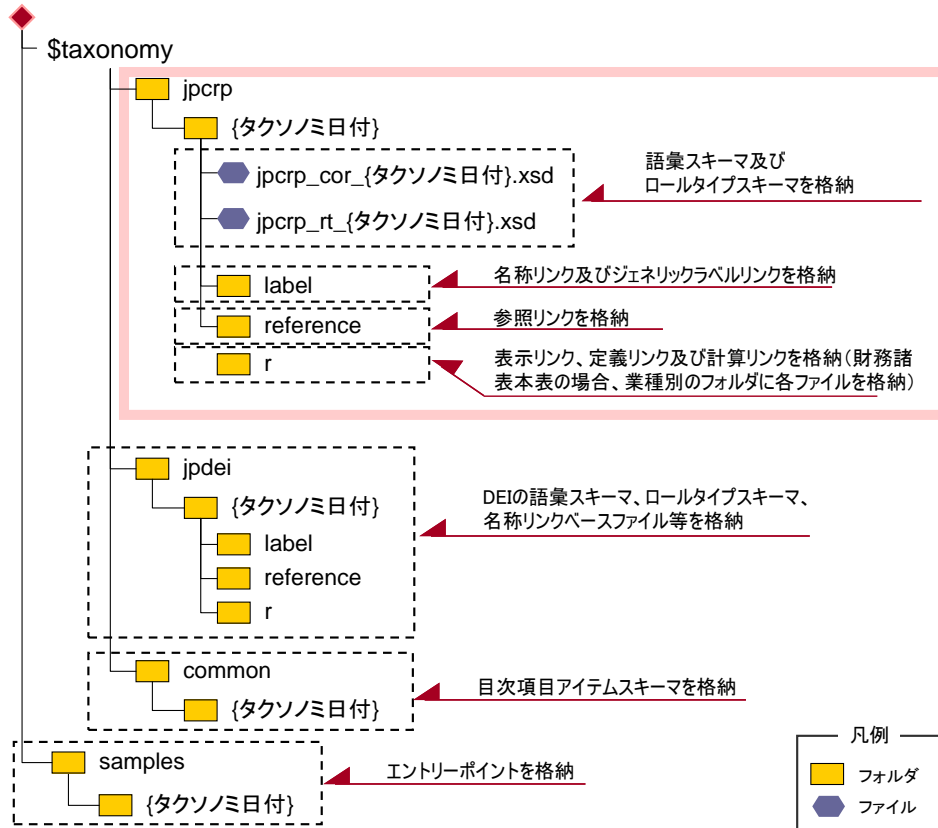 $taxonomy
jpcrp
{タクソノミ日付}
jpcrp_cor_{タクソノミ日付}.xsd
jpcrp_rt_{タクソノミ日付}.xsd
語彙スキーマ及び
ロールタイプスキーマを格納
label
名称リンク及びジェネリックラベルリンクを格納
reference
参照リンクを格納
r
表示リンク、定義リンク及び計算リンクを格納(財務諸
表本表の場合、業種別のフォルダに各ファイルを格納)
jpdei
{タクソノミ日付}
label
reference
r
DEIの語彙スキーマ、ロールタイプスキーマ、
名称リンクベースファイル等を格納
common
{タクソノミ日付}
目次項目アイテムスキーマを格納
samples
{タクソノミ日付}
エントリーポイントを格納
凡例
フォルダ
ファイル